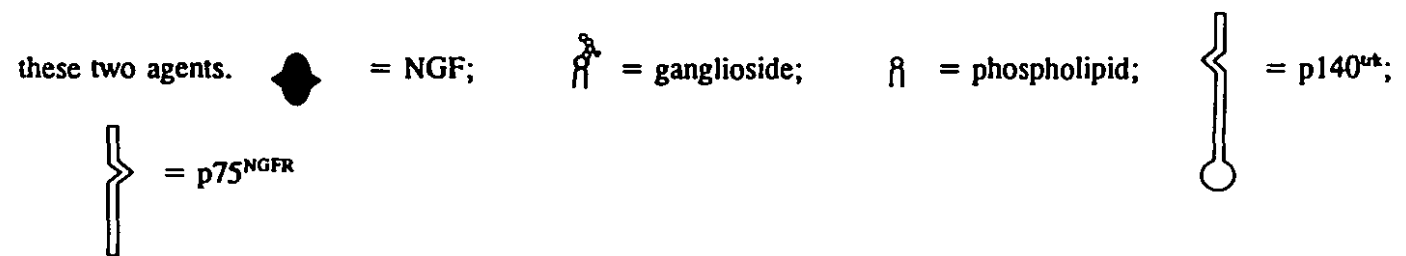 these two agents. = NGF; = ganglioside; = phospholipid; = p140trk;
= p75NGFR